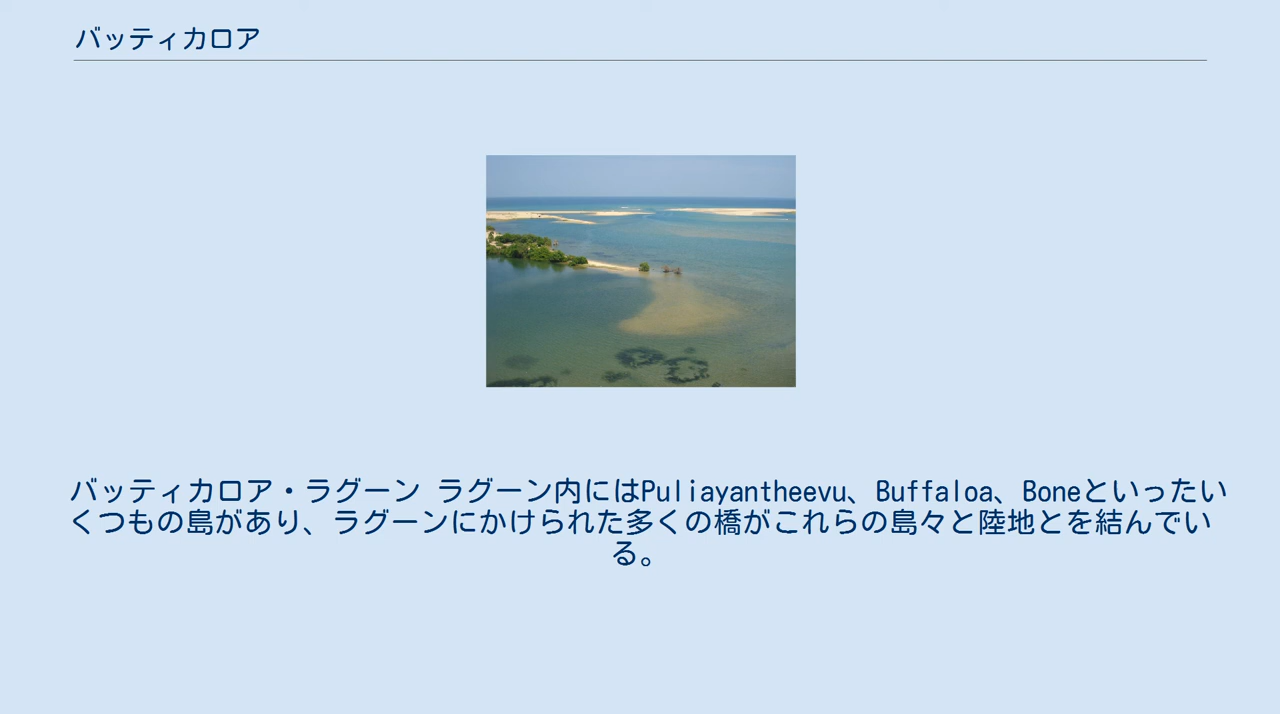 バッティカロア
バッティカロア・ラグーン ラグーン内にはPuliayantheevu、Buffaloa、Boneといったい
くつもの島があり、ラグーンにかけられた多くの橋がこれらの島々と陸地とを結んでい
る。